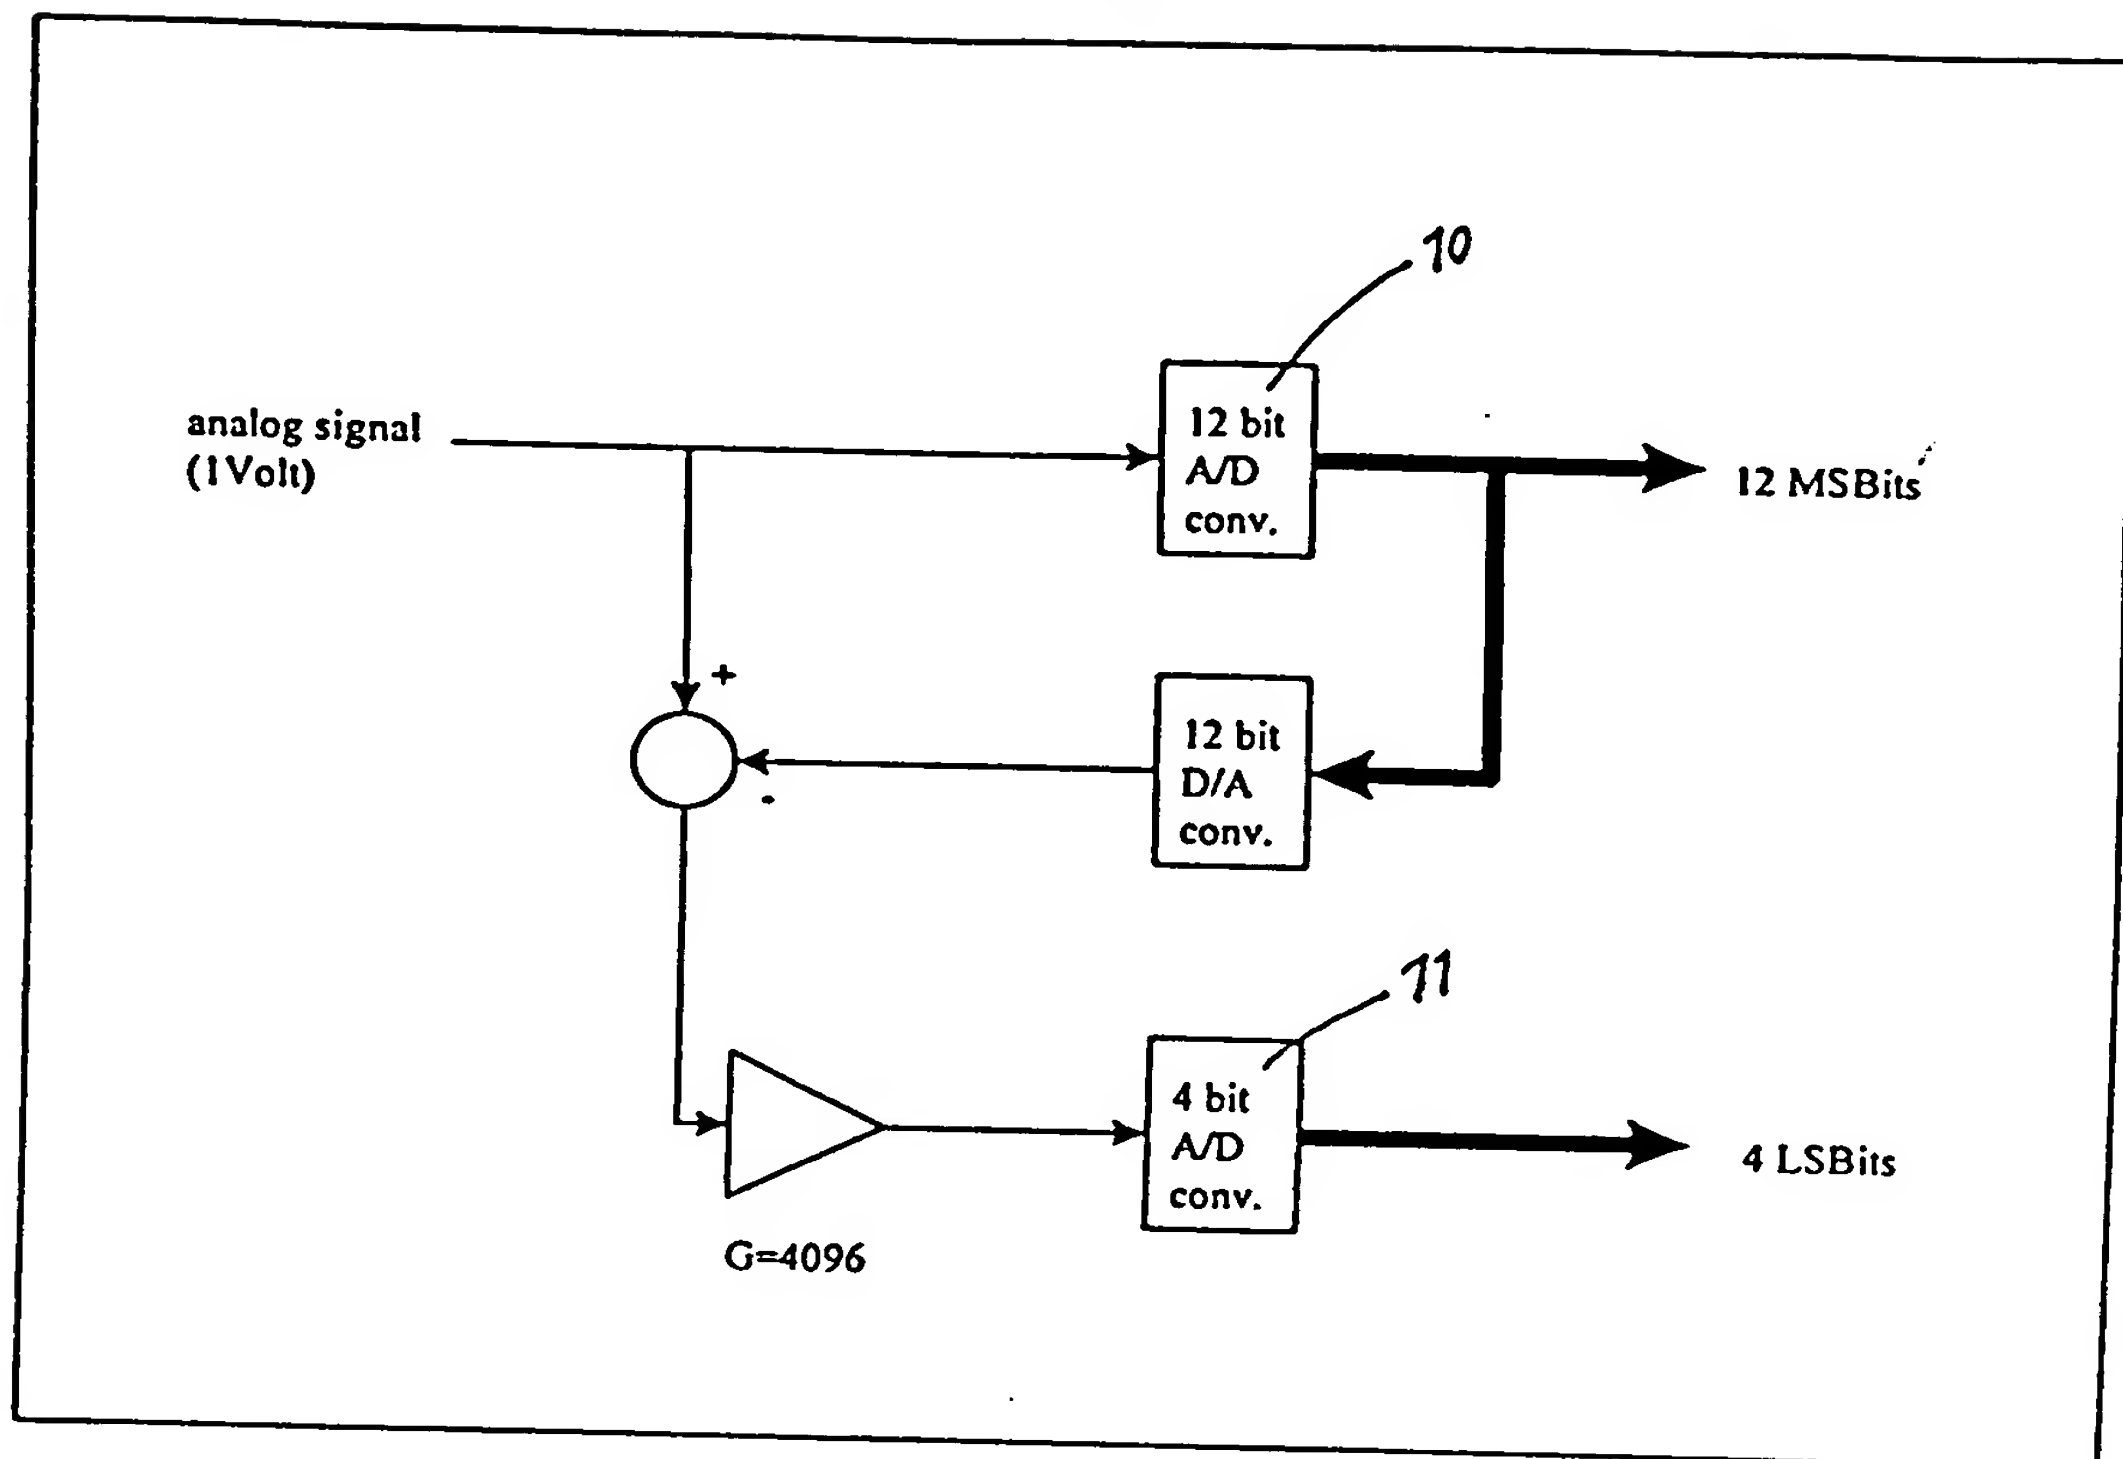 10
analog signal
(1Volt)
12 bit
A/D
conv.
12 MSBits
+
12 bit
D/A
conv.
-
11
4 bit
A/D
conv.
4 LSBits
G=4096